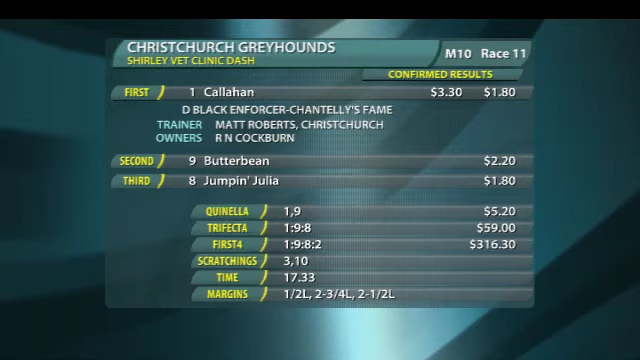 CHRISTCHURCH GREYHOUNDS
SHIRLEY VET CLINIC DASH
M10 Race 11
CONFIRMED RESULTS
FIRST 1 Callahan $3.30 $1.80
D BLACK ENFORCER-CHANTELLY'S FAME
TRAINER MATT ROBERTS, CHRISTCHURCH
OWNERS R N COCKBURN
SECOND 9 Butterbean $2.20
THIRD 8 Jumpin' Julia $1.80
QUINELLA 1,9 $5.20
TRIFECTA 1:9:8 $59.00
FIRST4 1:9:8:2 $316.30
SCRATCHINGS 3,10
TIME 17.33
MARGINS 1/2L, 2-3/4L, 2-1/2L